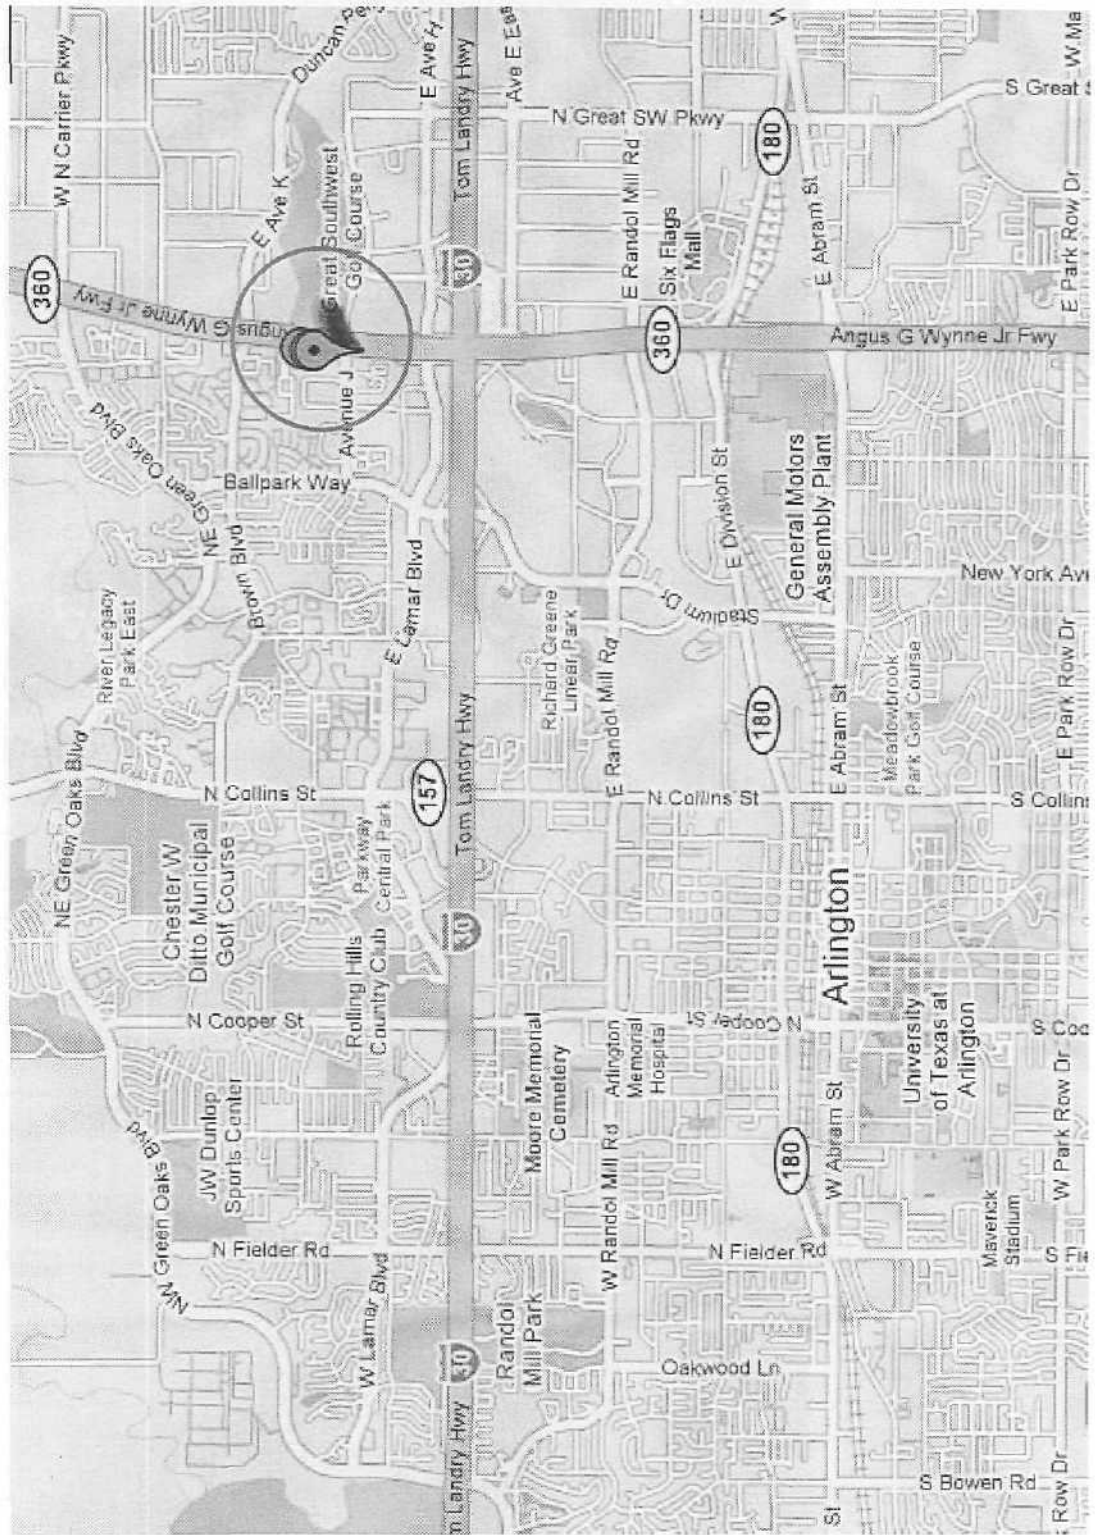 W N Carrier Pkwy
360
Angus G Wynne Jr Fwy
NE Green Oaks Blvd
River Legacy
Park East
NE Green Oaks Blvd
NW Green Oaks Blvd
Duncan
E Ave K
Great Southwest
Golf Course
Avenue J
Ballpark Way
Brown Blvd
N Collins St
Chester W
Ditto Municipal
Golf Course
N Cooper St
JW Dunlop
Sports Center
N Fielder Rd
E Ave H
E Lamar Blvd
Parkway
Central Park
157
Rolling Hills
Country Club
W Lamar Blvd
Tom Landry Hwy
30
Tom Landry Hwy
30
30
m Landry Hwy
Ave E Eas
N Great SW Pkwy
E Randol Mill Rd
Six Flags
Mall
360
Richard Greene
Linear Park
E Randol Mill Rd
Stadium Dr
N Collins St
Moore Memorial
Cemetery
Arlington
Memorial
Hospital
N Cooper St
W Randol Mill Rd
N Fielder Rd
Randol
Mill Park
Oakwood Ln
W
180
E Abram St
E Division St
General Motors
Assembly Plant
180
E Abram St
Arlington
180
W Abram St
St
S Great S
W Ma
E Park Row Dr
Angus G Wynne Jr Fwy
New York Av
Meadowbrook
Park Golf Course
E Park Row Dr
S Collins
University
of Texas at
Arlington
S Coo
W Park Row Dr
Maverick
Stadium
S Fie
S Bowen Rd
k Row Dr